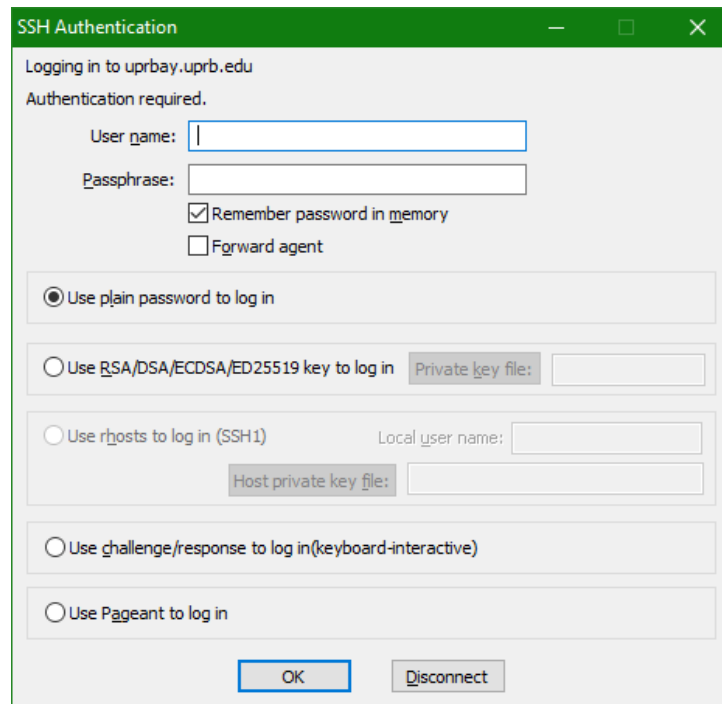 SSH Authentication
Logging in to uprbay.uprb.edu
Authentication required.
User name:
Passphrase:
Remember password in memory
Forward agent
Use plain password to log in
Use RSA/DSA/ECDSA/ED25519 key to log in Private key file:
Use rhosts to log in (SSH1) Local user name:
Host private key file:
Use challenge/response to log in(keyboard-interactive)
Use Pageant to log in
OK Disconnect